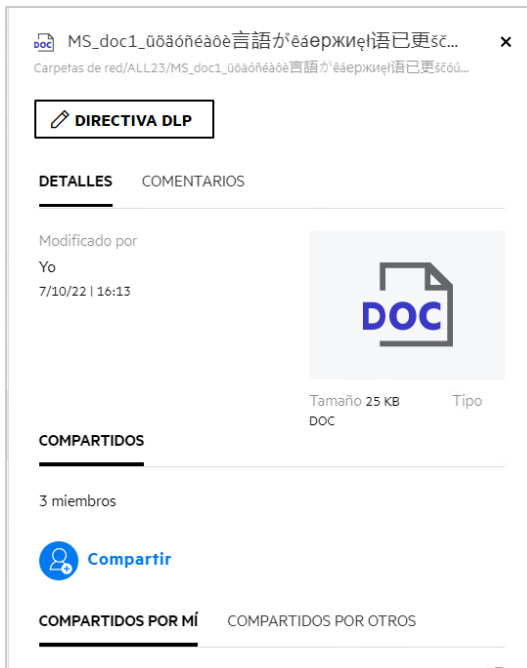 DOC MS_doc1_üöäóñéàôè言語がêáержиęł语已更šč...
Carpetas de red/ALL23/MS_doc1_üöäóñéàôè言語がêáержиęł语已更ščóú...
DIRECTIVA DLP
DETALLES COMENTARIOS
Modificado por
Yo
7/10/22 | 16:13
DOC
Tamaño 25 KB Tipo
DOC
COMPARTIDOS
3 miembros
Compartir
COMPARTIDOS POR MÍ COMPARTIDOS POR OTROS